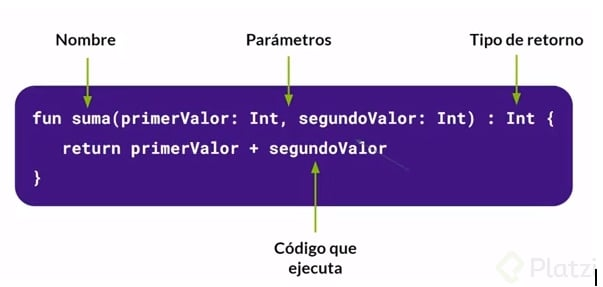 Nombre
Parámetros
Tipo de retorno
fun suma(primerValor: Int, segundoValor: Int) : Int {
return primerValor + segundoValor
}
Código que
ejecuta
Platzi